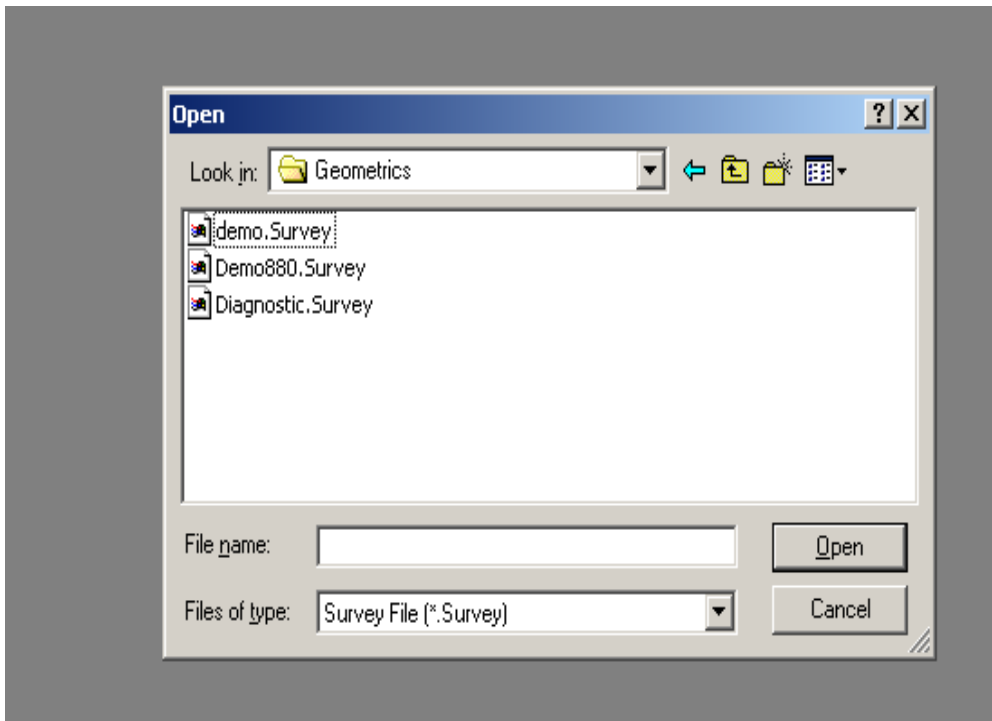 Open
Look in: Geometrics
demo.Survey
Demo880.Survey
Diagnostic.Survey
File name: Open
Files of type: Survey File (*.Survey) Cancel